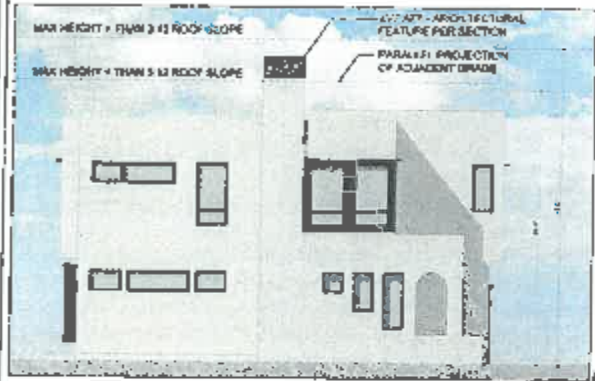 MAX HEIGHT > THAN 3:12 ROOF SLOPE
MAX HEIGHT < THAN 3:12 ROOF SLOPE
ARCHITECTURAL
FEATURE PER SECTION
PARALLEL PROJECTION
OF ADJACENT GRADE